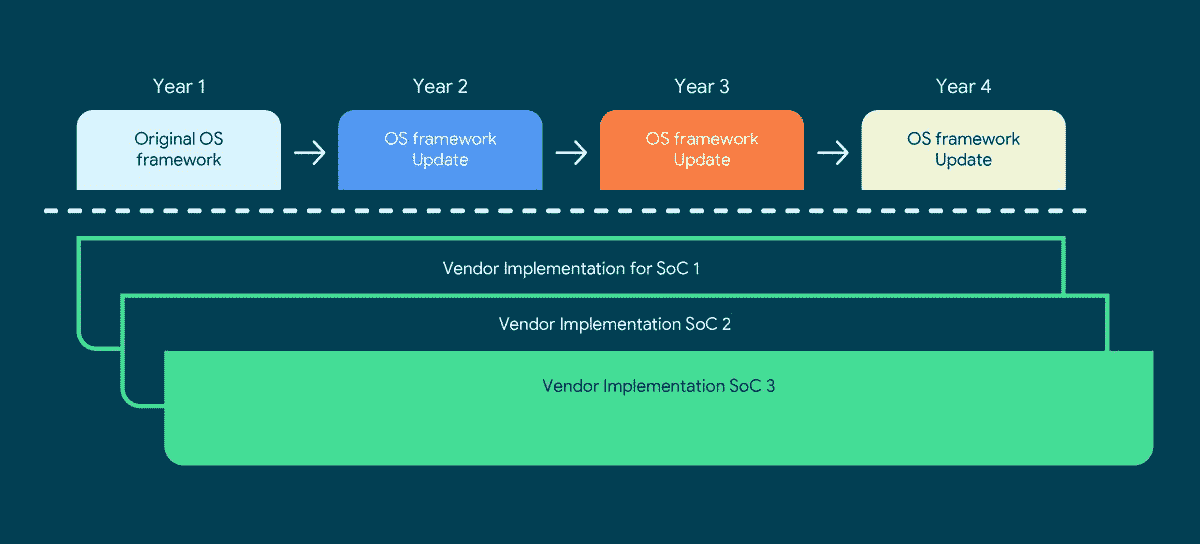 Year 1
Year 2
Year 3
Year 4
Original OS
framework
OS framework
Update
OS framework
Update
OS framework
Update
Vendor Implementation for SoC 1
Vendor Implementation SoC 2
Vendor Implementation SoC 3